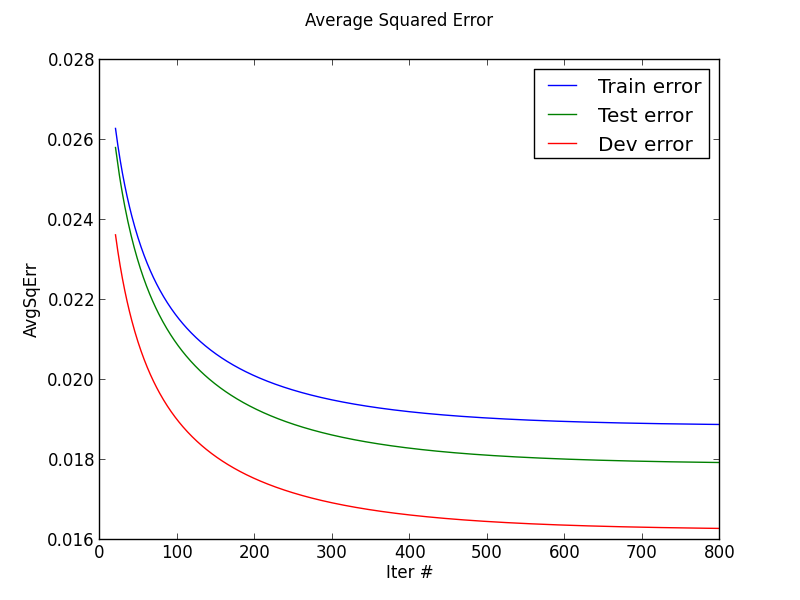 Average Squared Error
0.028
0.026
0.024
0.022
0.020
0.018
0.016
AvgSqErr
Train error
Test error
Dev error
0 100 200 300 400 500 600 700 800
Iter #